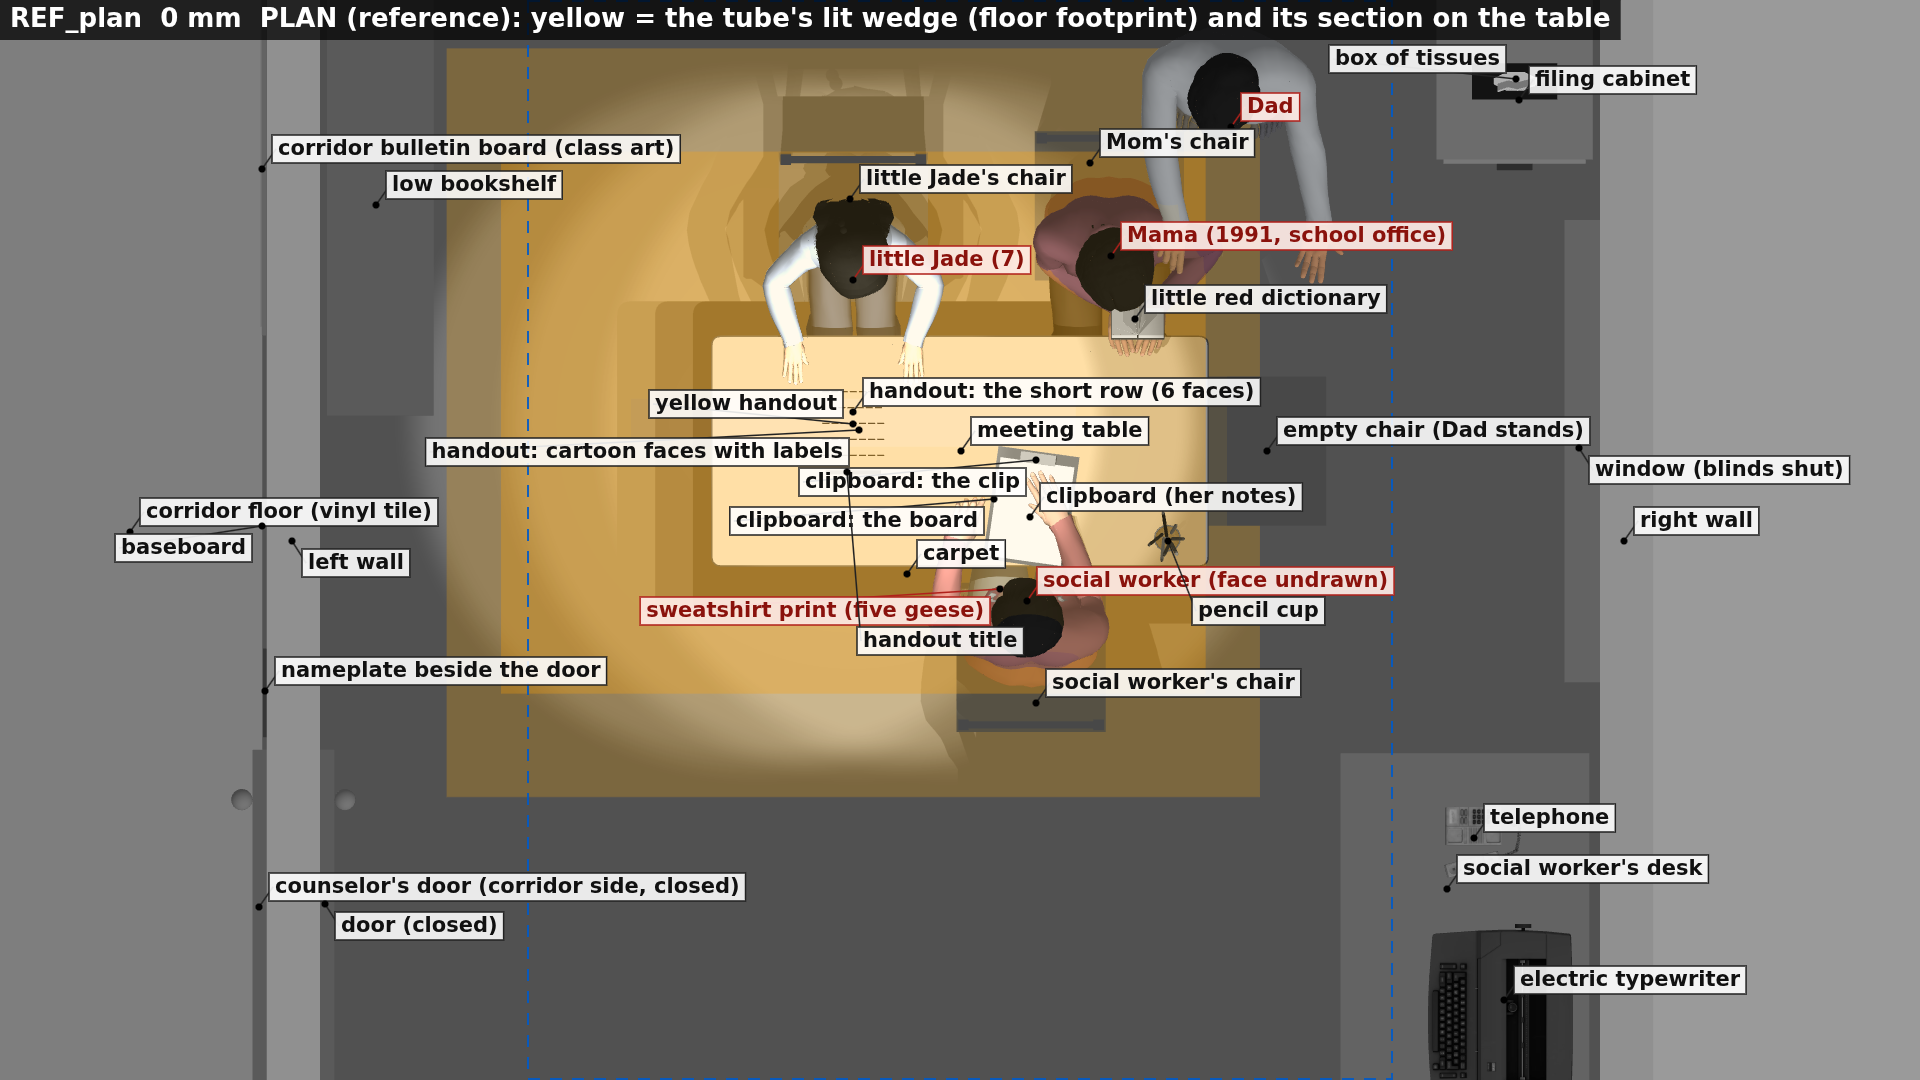 REF_plan  0 mm  PLAN (reference): yellow = the tube's lit wedge (floor footprint) and its section on the table
box of tissues
filing cabinet
Dad
Mom's chair
corridor bulletin board (class art)
low bookshelf
little Jade's chair
Mama (1991, school office)
little Jade (7)
little red dictionary
handout: the short row (6 faces)
yellow handout
meeting table
empty chair (Dad stands)
handout: cartoon faces with labels
window (blinds shut)
clipboard: the clip
clipboard (her notes)
corridor floor (vinyl tile)
clipboard: the board
right wall
baseboard
left wall
carpet
social worker (face undrawn)
sweatshirt print (five geese)
pencil cup
handout title
nameplate beside the door
social worker's chair
telephone
social worker's desk
counselor's door (corridor side, closed)
door (closed)
electric typewriter